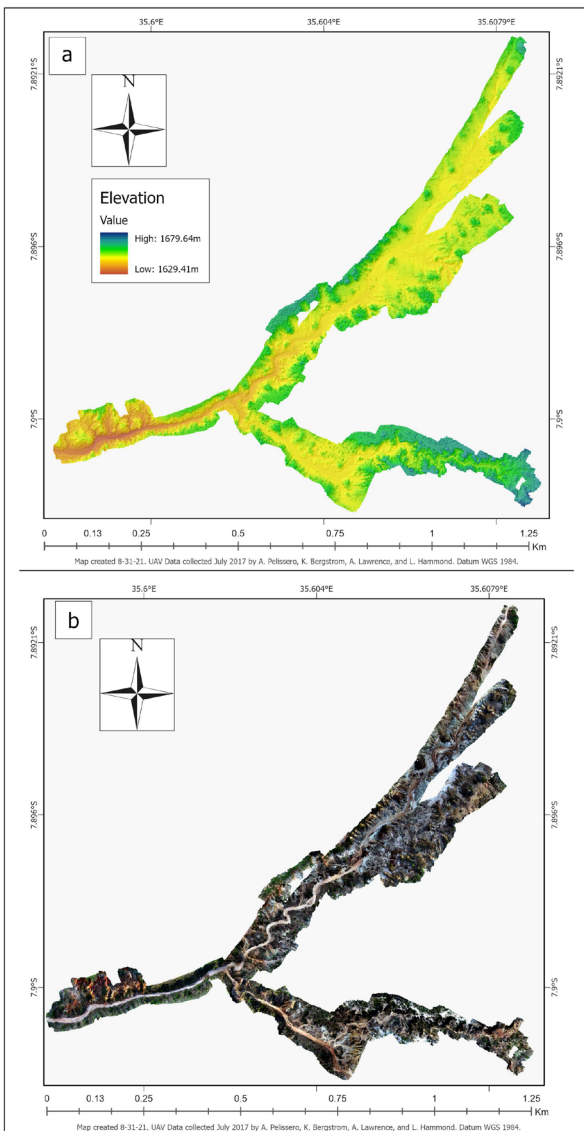 35.6°E 35.604°E 35.6079°E
a
N
7.8921°S 7.8921°S
Elevation
Value
High: 1679.64m
Low: 1629.41m
7.896°S 7.896°S
7.9°S 7.9°S
0 0.13 0.25 0.5 0.75 1 1.25
Km
Map created 8-31-21. UAV Data collected July 2017 by A. Pelissero, K. Bergstrom, A. Lawrence, and L. Hammond. Datum WGS 1984.
35.6°E 35.604°E 35.6079°E
b
N
7.8921°S 7.8921°S
7.896°S 7.896°S
7.9°S 7.9°S
0 0.13 0.25 0.5 0.75 1 1.25
Km
Map created 8-31-21. UAV Data collected July 2017 by A. Pelissero, K. Bergstrom, A. Lawrence, and L. Hammond. Datum WGS 1984.